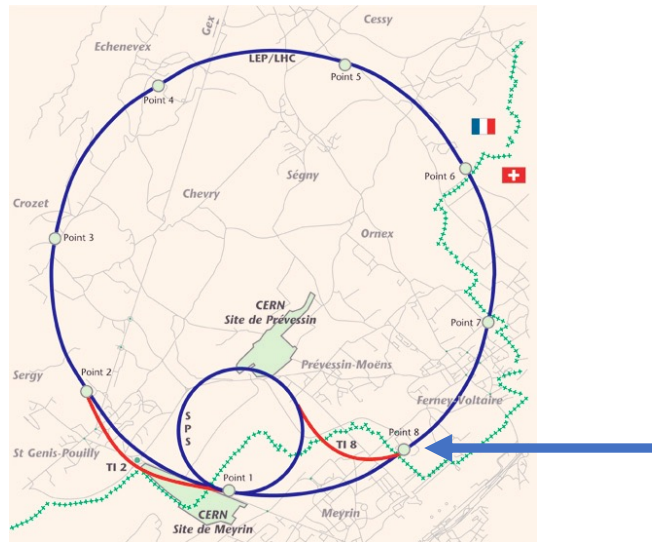 Cessy
Gex
Echenevex
LEP/LHC
Point 5
Point 4
Point 6
Ségny
Chevry
Crozet
Point 3
Ornex
CERN
Site de Prévessin
Point 7
Prévessin-Moëns
Point 2
Sergy
Ferney-Voltaire
SPS
Point 8
TI 8
St Genis-Pouilly
TI 2
Point 1
Meyrin
CERN
Site de Meyrin